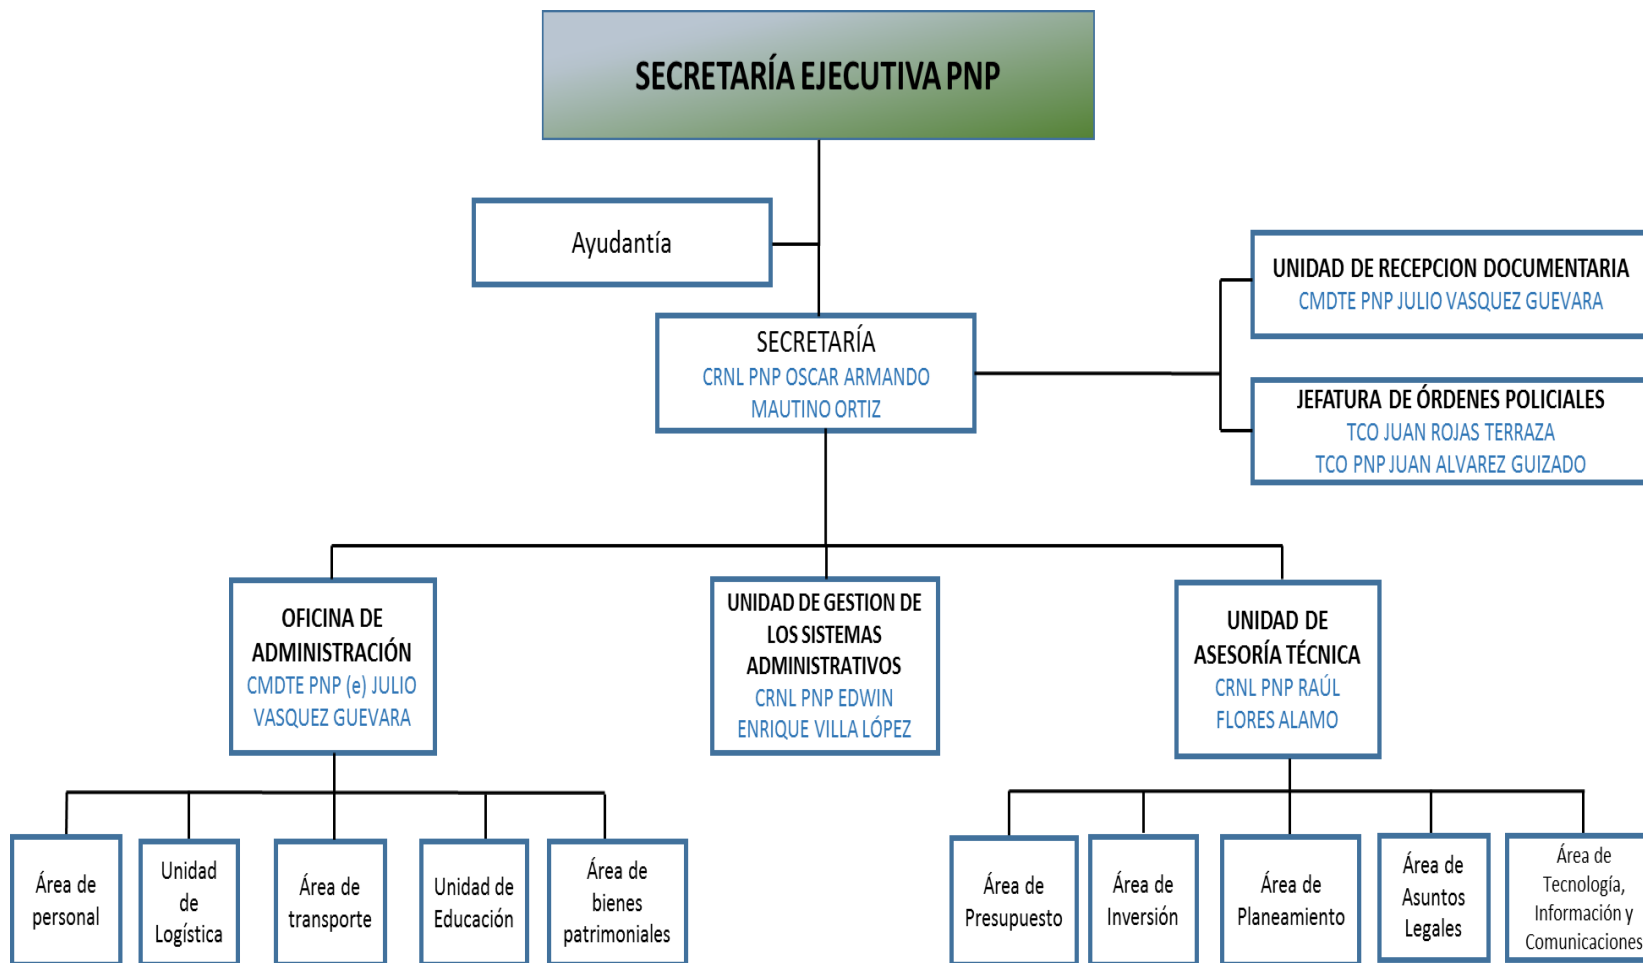 SECRETARÍA EJECUTIVA PNP
Ayudantía
UNIDAD DE RECEPCION DOCUMENTARIA
CMDTE PNP JULIO VASQUEZ GUEVARA
SECRETARÍA
CRNL PNP OSCAR ARMANDO
MAUTINO ORTIZ
JEFATURA DE ÓRDENES POLICIALES
TCO JUAN ROJAS TERRAZA
TCO PNP JUAN ALVAREZ GUIZADO
OFICINA DE
ADMINISTRACIÓN
CMDTE PNP (e) JULIO
VASQUEZ GUEVARA
UNIDAD DE GESTION DE
LOS SISTEMAS
ADMINISTRATIVOS
CRNL PNP EDWIN
ENRIQUE VILLA LÓPEZ
UNIDAD DE
ASESORÍA TÉCNICA
CRNL PNP RAÚL
FLORES ALAMO
Área de
personal
Unidad
de
Logística
Área de
transporte
Unidad de
Educación
Área de
bienes
patrimoniales
Área de
Presupuesto
Área de
Inversión
Área de
Planeamiento
Área de
Asuntos
Legales
Área de
Tecnología,
Información y
Comunicaciones